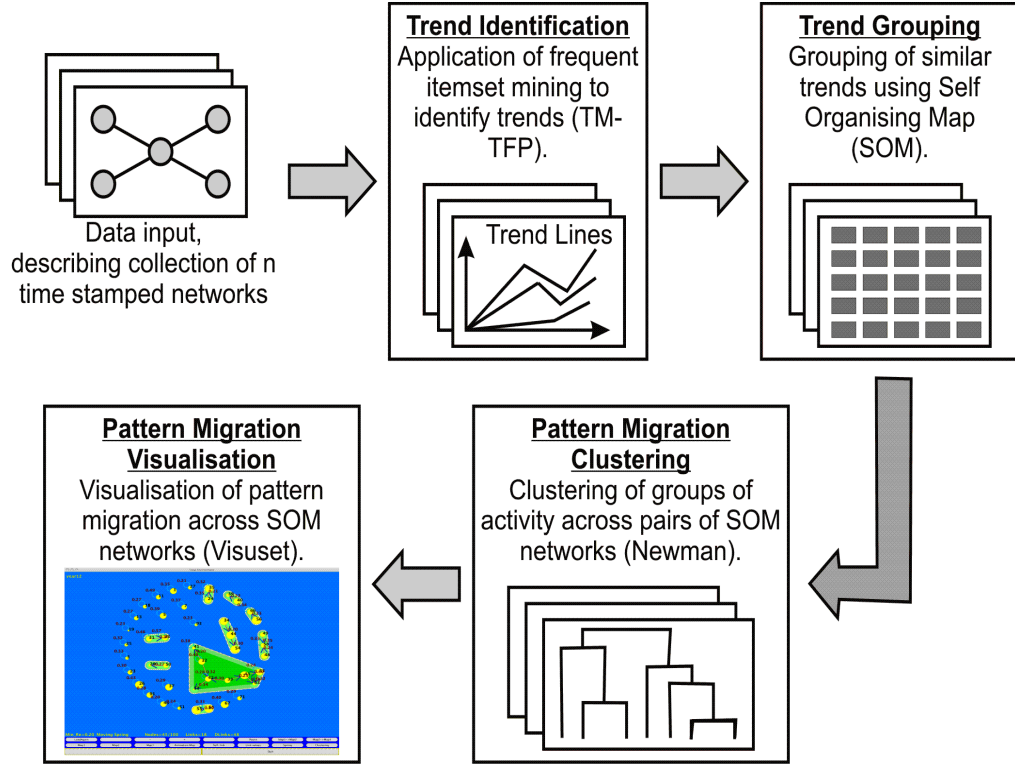 Data input,
describing collection of n
time stamped networks
Trend Identification
Application of frequent
itemset mining to
identify trends (TM-
TFP).
Trend Lines
Trend Grouping
Grouping of similar
trends using Self
Organising Map
(SOM).
Pattern Migration
Clustering
Clustering of groups of
activity across pairs of SOM
networks (Newman).
Pattern Migration
Visualisation
Visualisation of pattern
migration across SOM
networks (Visuset).